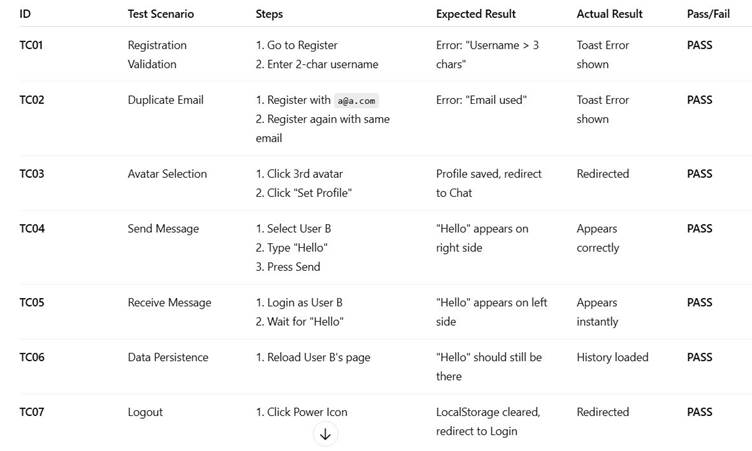 ID Test Scenario Steps Expected Result Actual Result Pass/Fail
TC01 Registration Validation 1. Go to Register 2. Enter 2-char username Error: "Username > 3 chars" Toast Error shown PASS
TC02 Duplicate Email 1. Register with a@a.com 2. Register again with same email Error: "Email used" Toast Error shown PASS
TC03 Avatar Selection 1. Click 3rd avatar 2. Click "Set Profile" Profile saved, redirect to Chat Redirected PASS
TC04 Send Message 1. Select User B 2. Type "Hello" 3. Press Send "Hello" appears on right side Appears correctly PASS
TC05 Receive Message 1. Login as User B 2. Wait for "Hello" "Hello" appears on left side Appears instantly PASS
TC06 Data Persistence 1. Reload User B's page "Hello" should still be there History loaded PASS
TC07 Logout 1. Click Power Icon LocalStorage cleared, redirect to Login Redirected PASS